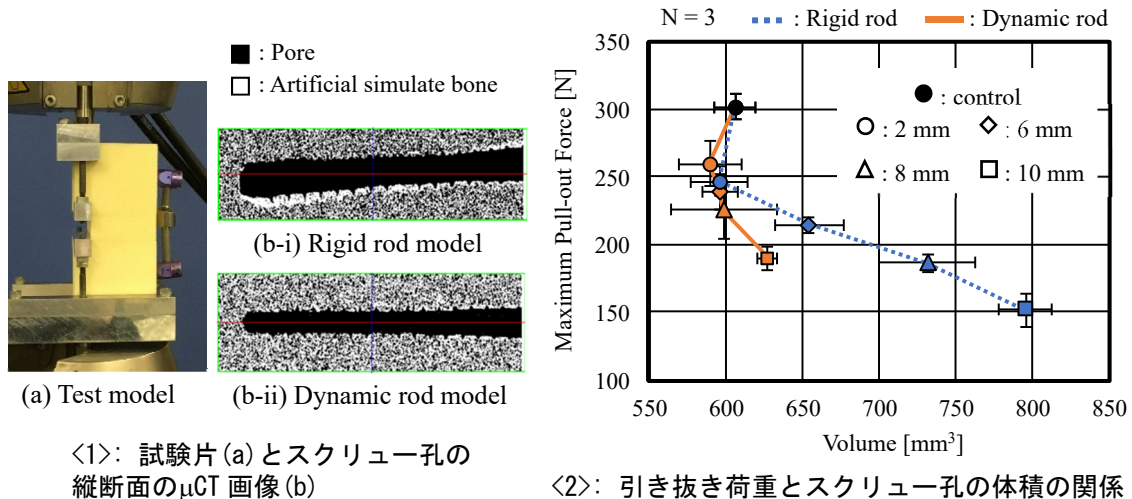 ■ : Pore
□ : Artificial simulate bone
(b-i) Rigid rod model
(a) Test model
(b-ii) Dynamic rod model
<1>: 試験片(a)とスクリュー孔の
縦断面のμCT 画像(b)
N = 3
: Rigid rod
: Dynamic rod
Maximum Pull-out Force [N]
350
300
250
200
150
100
: control
: 2 mm
: 6 mm
: 8 mm
: 10 mm
550
600
650
700
750
800
850
Volume [mm³]
<2>: 引き抜き荷重とスクリュー孔の体積の関係